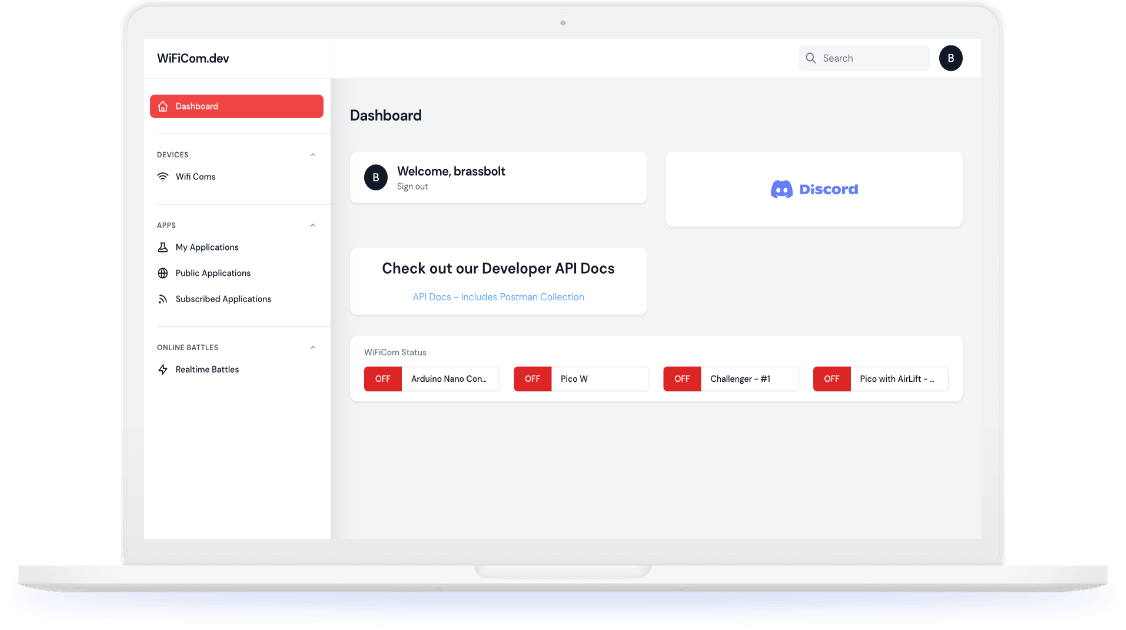 WiFiCom.dev
Search
B
Dashboard
Dashboard
DEVICES
Wifi Coms
APPS
My Applications
Public Applications
Subscribed Applications
ONLINE BATTLES
Realtime Battles
B
Welcome, brassbolt
Sign out
Discord
Check out our Developer API Docs
API Docs - Includes Postman Collection
WiFiCom Status
OFF Arduino Nano Con...
OFF Pico W
OFF Challenger - #1
OFF Pico with AirLift - ...